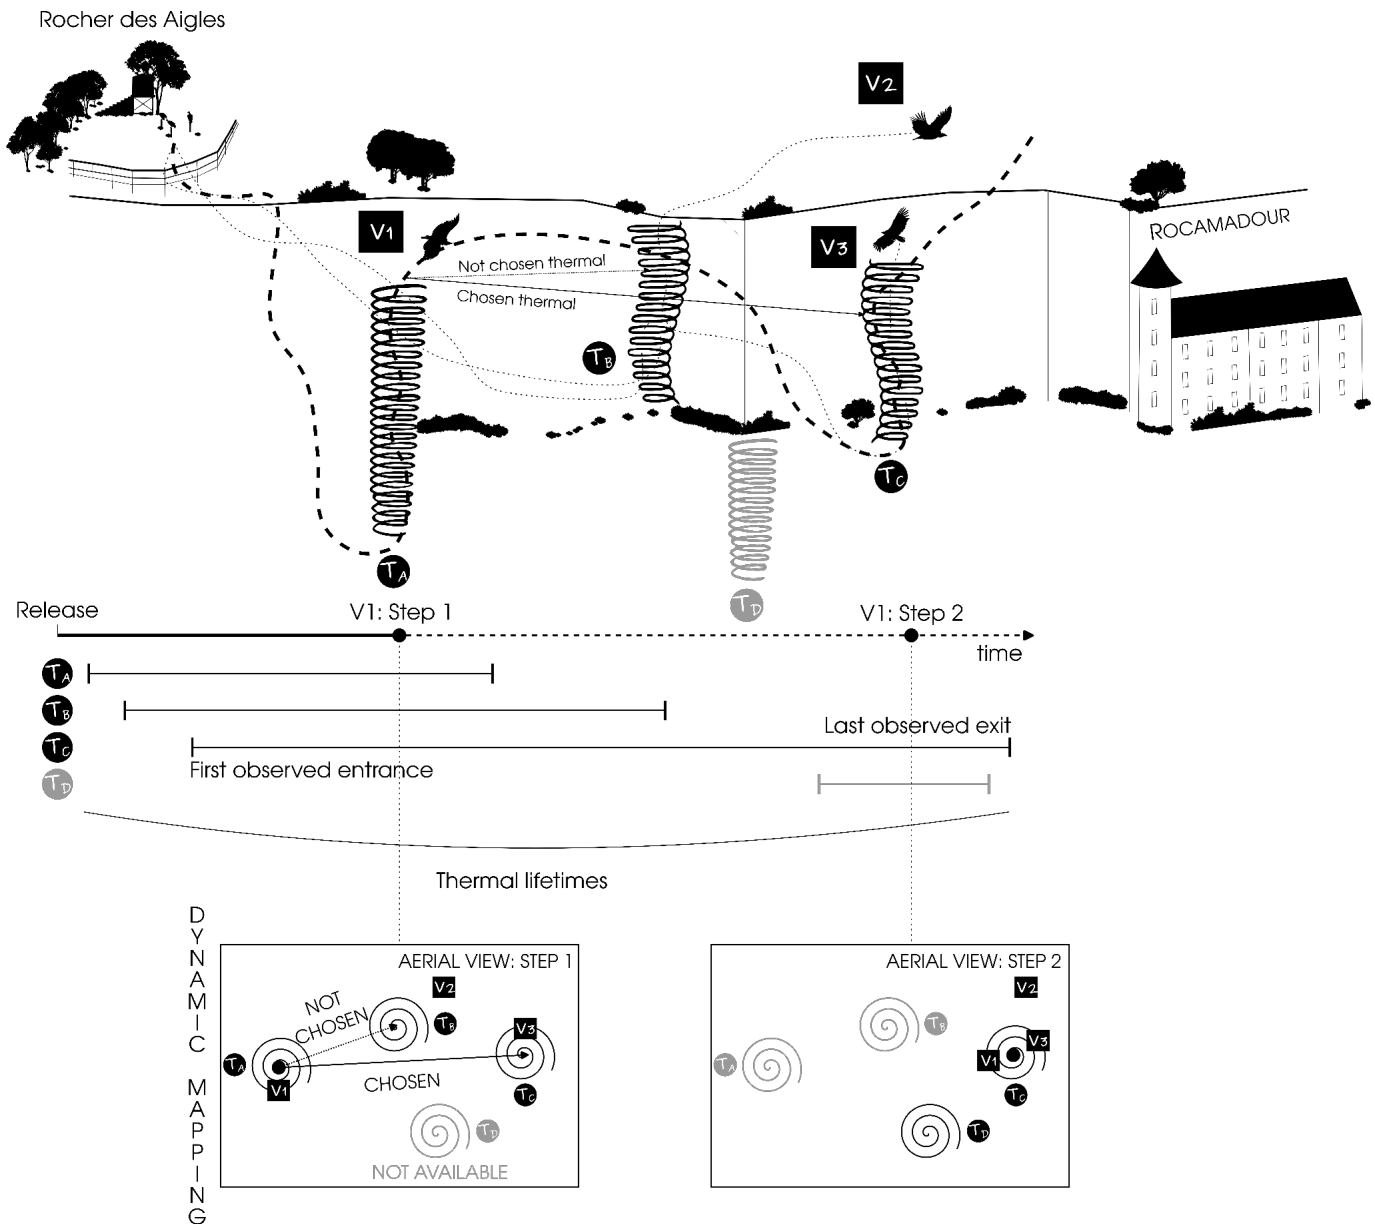 Rocher des Aigles
V2
V1
V3
ROCAMADOUR
Not chosen thermal
Chosen thermal
TB
TC
TA
TD
Release
V1: Step 1
V1: Step 2
time
TA
TB
Last observed exit
TC
First observed entrance
TD
Thermal lifetimes
DYNAMIC MAPPING
AERIAL VIEW: STEP 1
V2
NOT
CHOSEN
TB
V3
TA
V1
CHOSEN
TC
TD
NOT AVAILABLE
AERIAL VIEW: STEP 2
V2
TB
V3
V1
TA
TC
TD